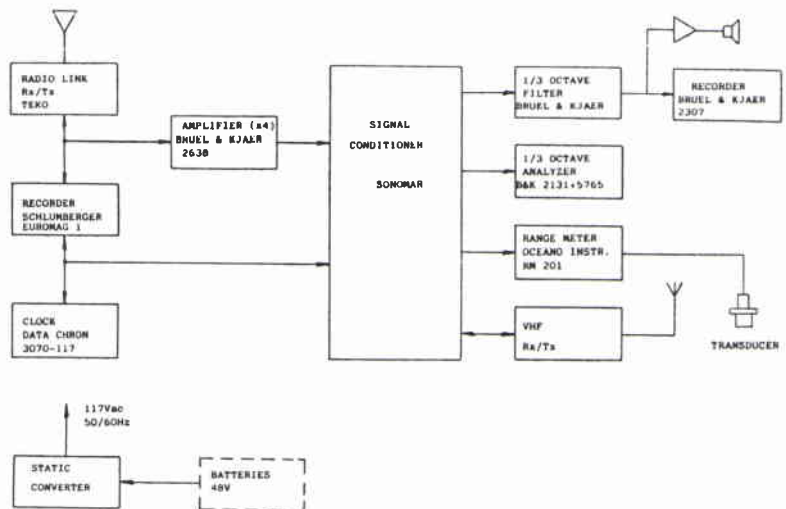 RADIO LINK
Rx/Tx
TEKO
AMPLIFIER (x4)
BRUEL & KJAER
2638
RECORDER
SCHLUMBERGER
EUROMAG 1
CLOCK
DATA CHRON
3070-117
SIGNAL
CONDITIONER
SONOMAR
1/3 OCTAVE
FILTER
BRUEL & KJAER
RECORDER
BRUEL & KJAER
2307
1/3 OCTAVE
ANALYZER
B&K 2131+5765
RANGE METER
OCEANO INSTR.
RM 201
VHF
Rx/Tx
TRANSDUCER
117Vac
50/60Hz
STATIC
CONVERTER
BATTERIES
48V